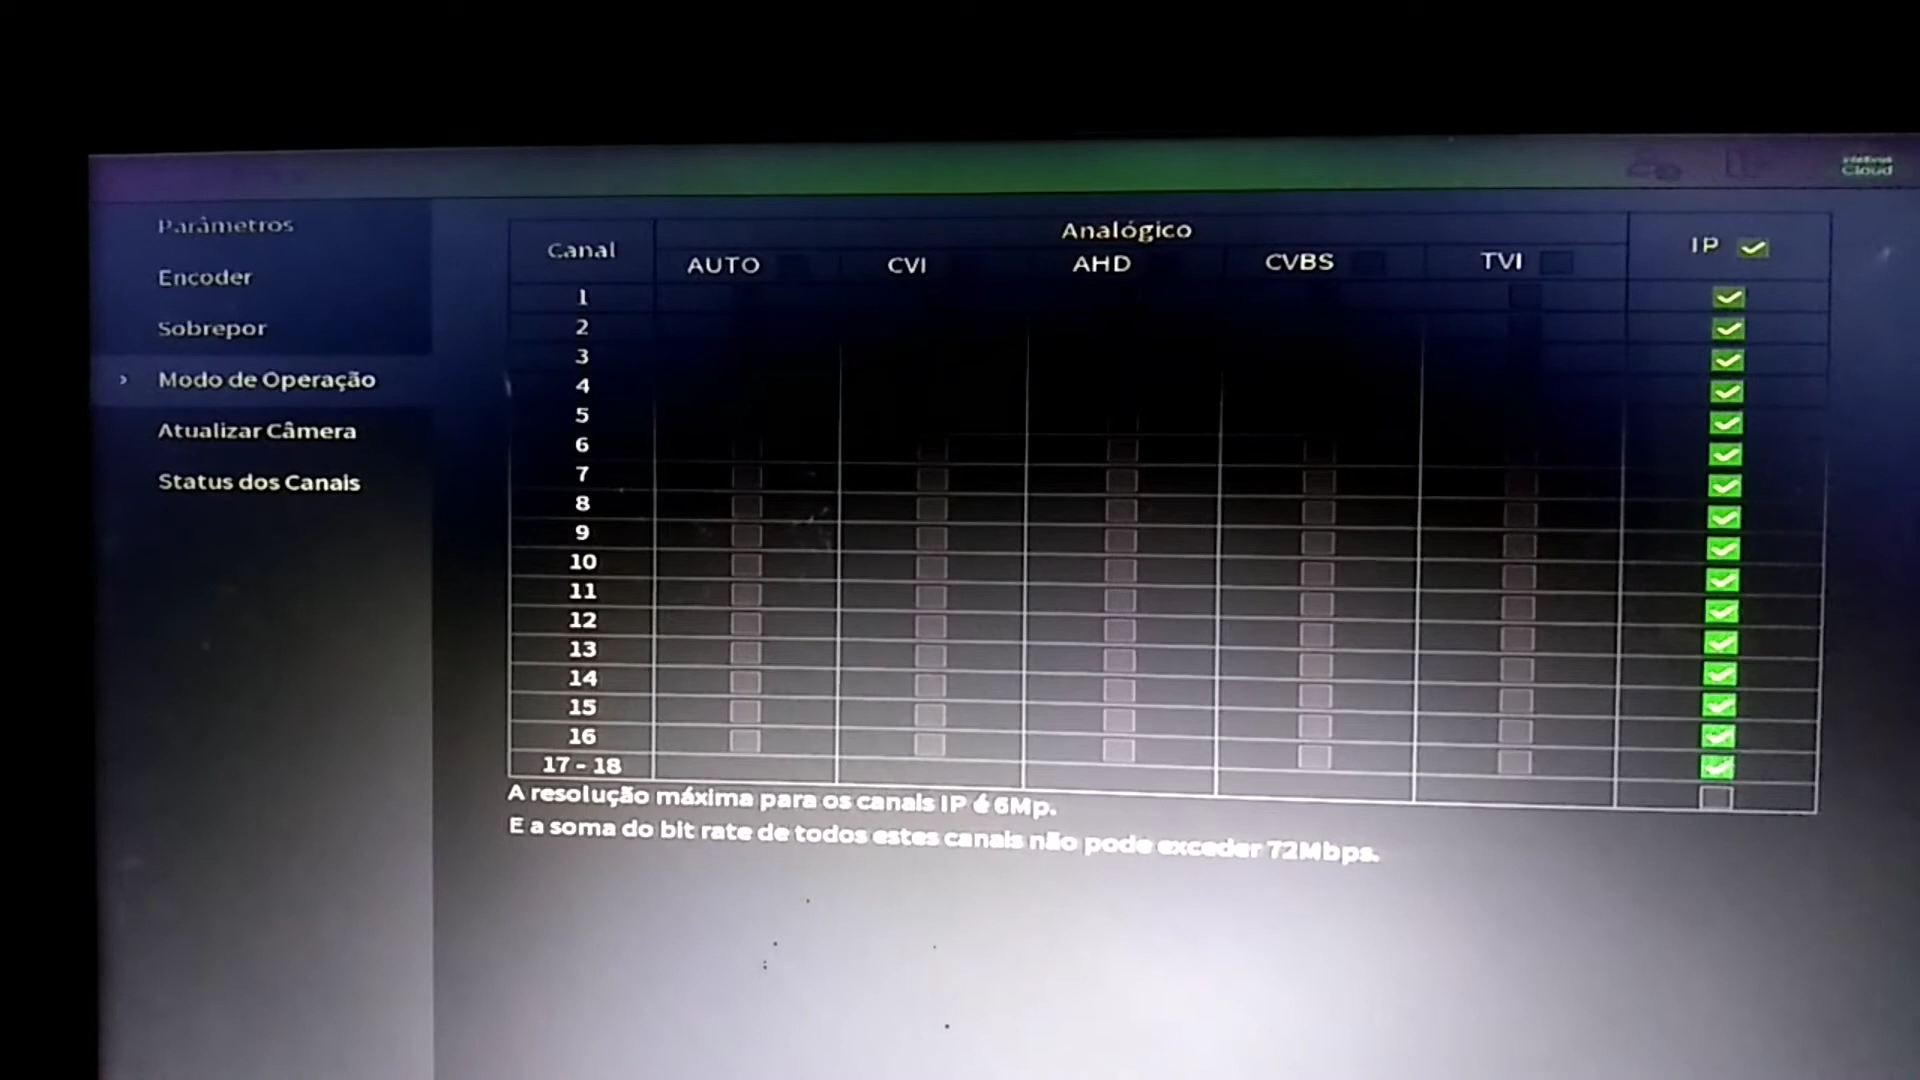 intelbras
Cloud
Parâmetros
Encoder
Sobrepor
› Modo de Operação
Atualizar Câmera
Status dos Canais
Canal
Analógico
IP
AUTO CVI AHD CVBS TVI
1
2
3
4
5
6
7
8
9
10
11
12
13
14
15
16
17 - 18
A resolução máxima para os canais IP é 6Mp.
E a soma do bit rate de todos estes canais não pode exceder 72Mbps.